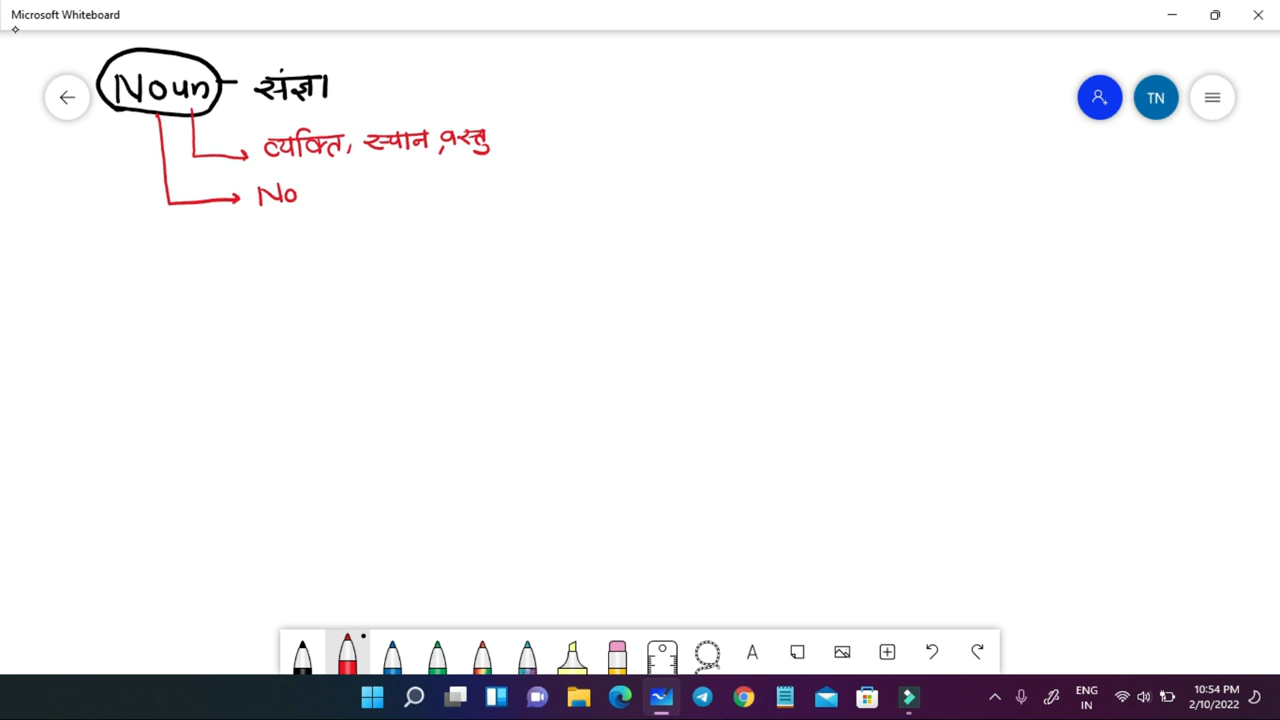 Microsoft Whiteboard
Noun - संज्ञा
व्यक्ति, स्थान, वस्तु
No
TN
A
ENG
IN
10:54 PM
2/10/2022